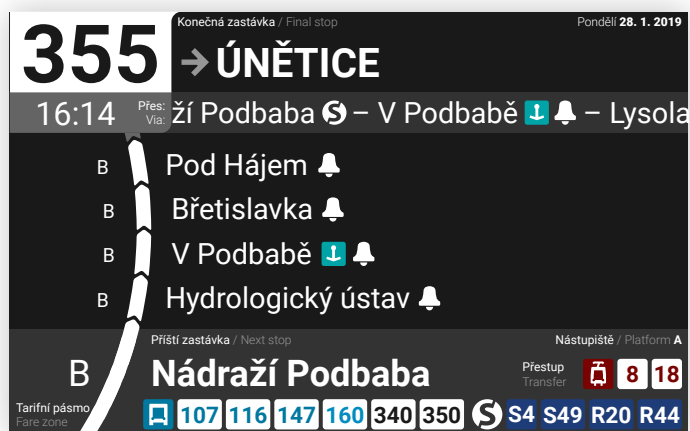 355
Konečná zastávka / Final stop
Pondělí 28. 1. 2019
→ ÚNĚTICE
16:14
Přes:
Via:
ží Podbaba S – V Podbabě – Lysola
B Pod Hájem
B Břetislavka
B V Podbabě
B Hydrologický ústav
Příští zastávka / Next stop
Nástupiště / Platform A
B
Nádraží Podbaba
Přestup
Transfer
8 18
Tarifní pásmo
Fare zone
107 116 147 160 340 350 S S4 S49 R20 R44